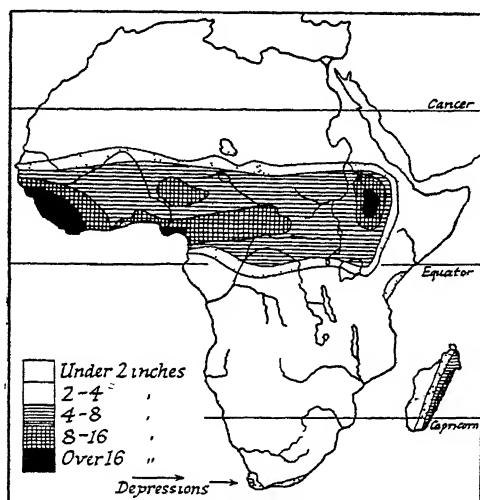 Cancer
Equator
Capricorn
Under 2 inches
2-4 "
4-8 "
8-16 "
Over 16 "
Depressions